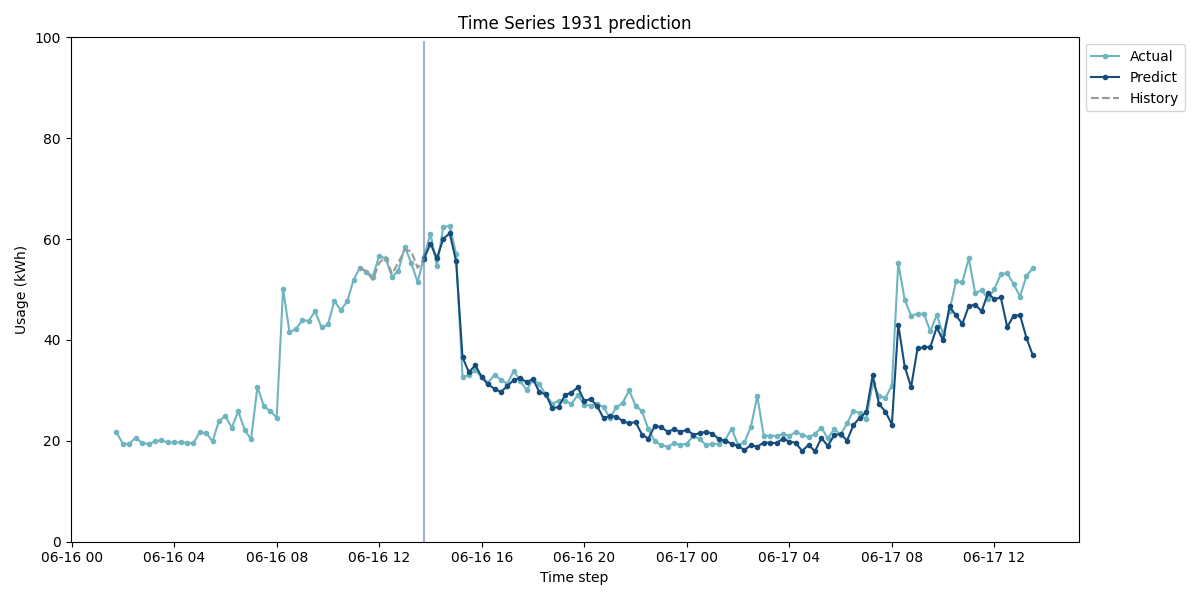 Time Series 1931 prediction
100
80
60
40
20
0
Usage (kWh)
06-16 00
06-16 04
06-16 08
06-16 12
06-16 16
06-16 20
06-17 00
06-17 04
06-17 08
06-17 12
Time step
Actual
Predict
History